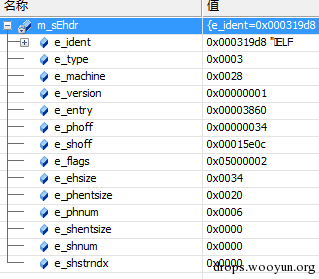 名称 值
m_sEhdr {e_ident=0x000319d8
e_ident 0x000319d8 "ELF
e_type 0x0003
e_machine 0x0028
e_version 0x00000001
e_entry 0x00003860
e_phoff 0x00000034
e_shoff 0x00015e0c
e_flags 0x05000002
e_ehsize 0x0034
e_phentsize 0x0020
e_phnum 0x0006
e_shentsize 0x0000
e_shnum 0x0000
e_shstrndx 0x0000
drops.wooyun.org